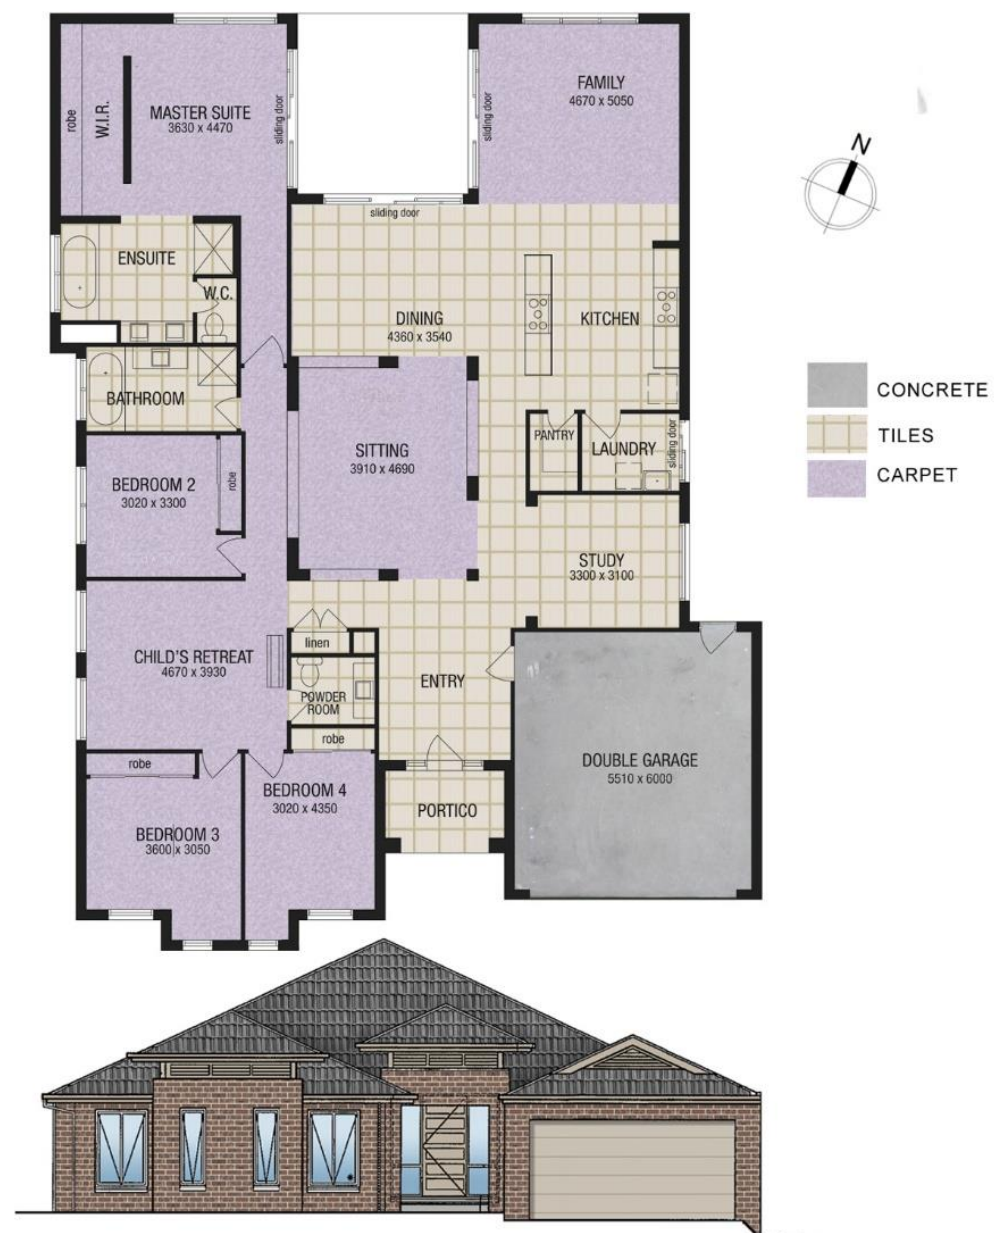 MASTER SUITE
3630 x 4470
robe
W.I.R.
sliding door
sliding door
sliding door
FAMILY
4670 x 5050
N
ENSUITE
W.C.
DINING
4360 x 3540
KITCHEN
BATHROOM
SITTING
3910 x 4690
PANTRY
LAUNDRY
sliding door
CONCRETE
TILES
CARPET
BEDROOM 2
3020 x 3300
robe
STUDY
3300 x 3100
linen
CHILD'S RETREAT
4670 x 3930
POWDER
ROOM
ENTRY
robe
robe
BEDROOM 3
3600 x 3050
BEDROOM 4
3020 x 4350
PORTICO
DOUBLE GARAGE
5510 x 6000